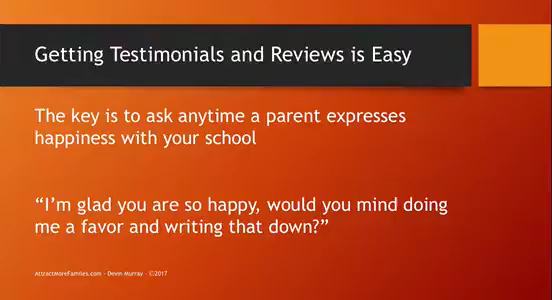 Getting Testimonials and Reviews is Easy
The key is to ask anytime a parent expresses
happiness with your school
“I’m glad you are so happy, would you mind doing
me a favor and writing that down?”
AttractMoreFamilies.com - Devin Murray - ©2017